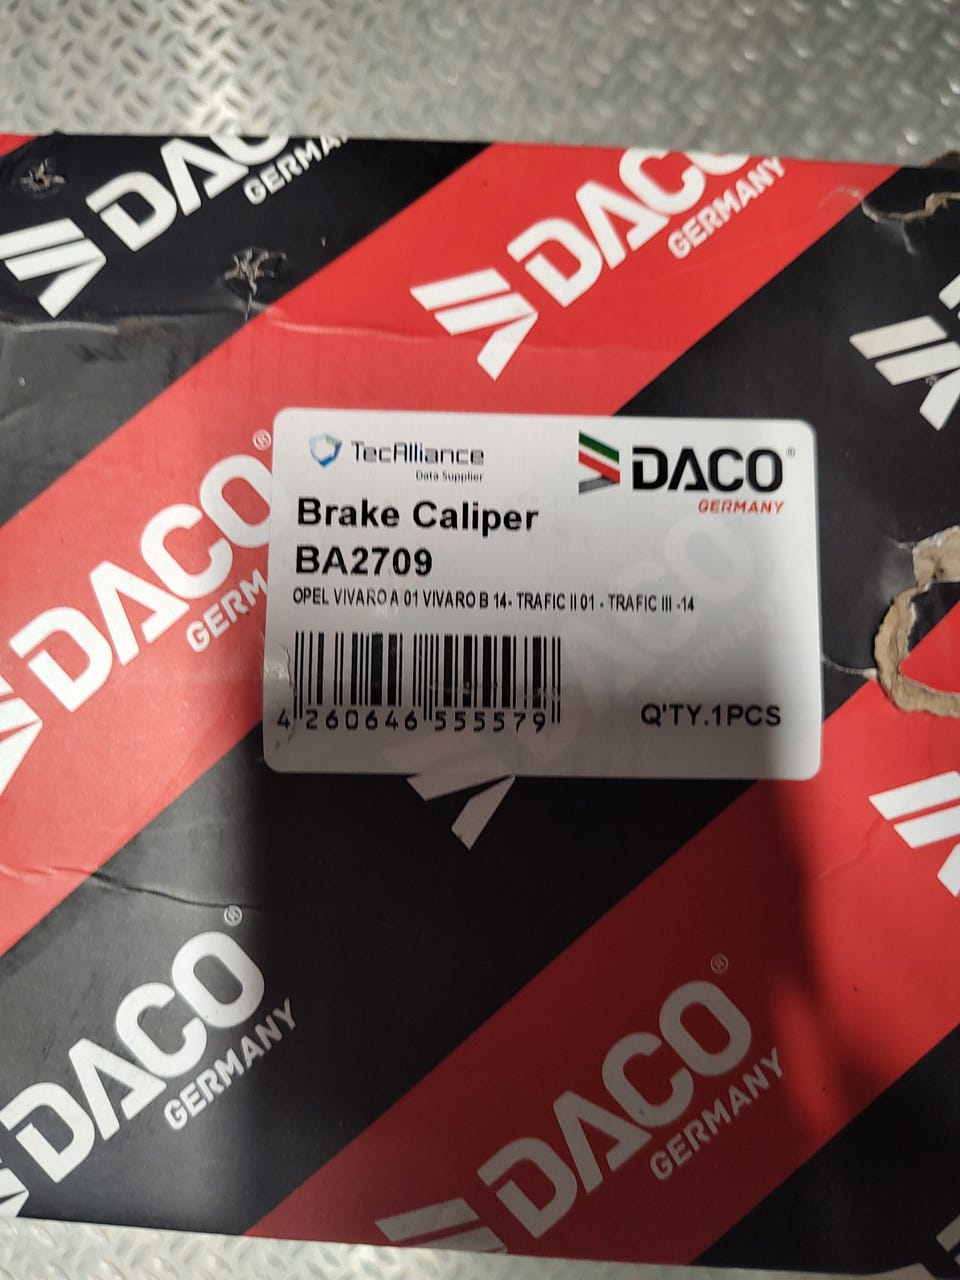 DACO
GERMANY
DACO
GERMANY
TecAlliance
Data Supplier
DACO®
GERMANY
Brake Caliper
BA2709
OPEL VIVARO A 01 VIVARO B 14- TRAFIC II 01 - TRAFIC III -14
4 260646 555579
Q'TY.1PCS
DACO®
GERM
DACO®
GERMANY
DACO®
GERMANY